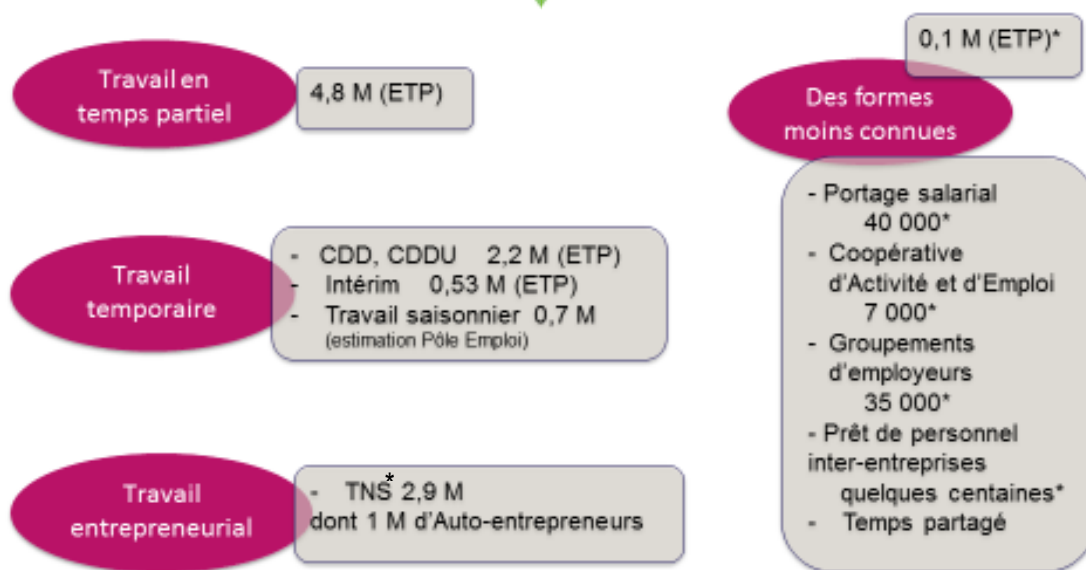 Travail en
temps partiel
4,8 M (ETP)
Travail
temporaire
- CDD, CDDU 2,2 M (ETP)
- Intérim 0,53 M (ETP)
- Travail saisonnier 0,7 M
(estimation Pôle Emploi)
Travail
entrepreneurial
- TNS* 2,9 M
dont 1 M d'Auto-entrepreneurs
0,1 M (ETP)*
Des formes
moins connues
- Portage salarial
40 000*
- Coopérative
d'Activité et d'Emploi
7 000*
- Groupements
d'employeurs
35 000*
- Prêt de personnel
inter-entreprises
quelques centaines*
- Temps partagé